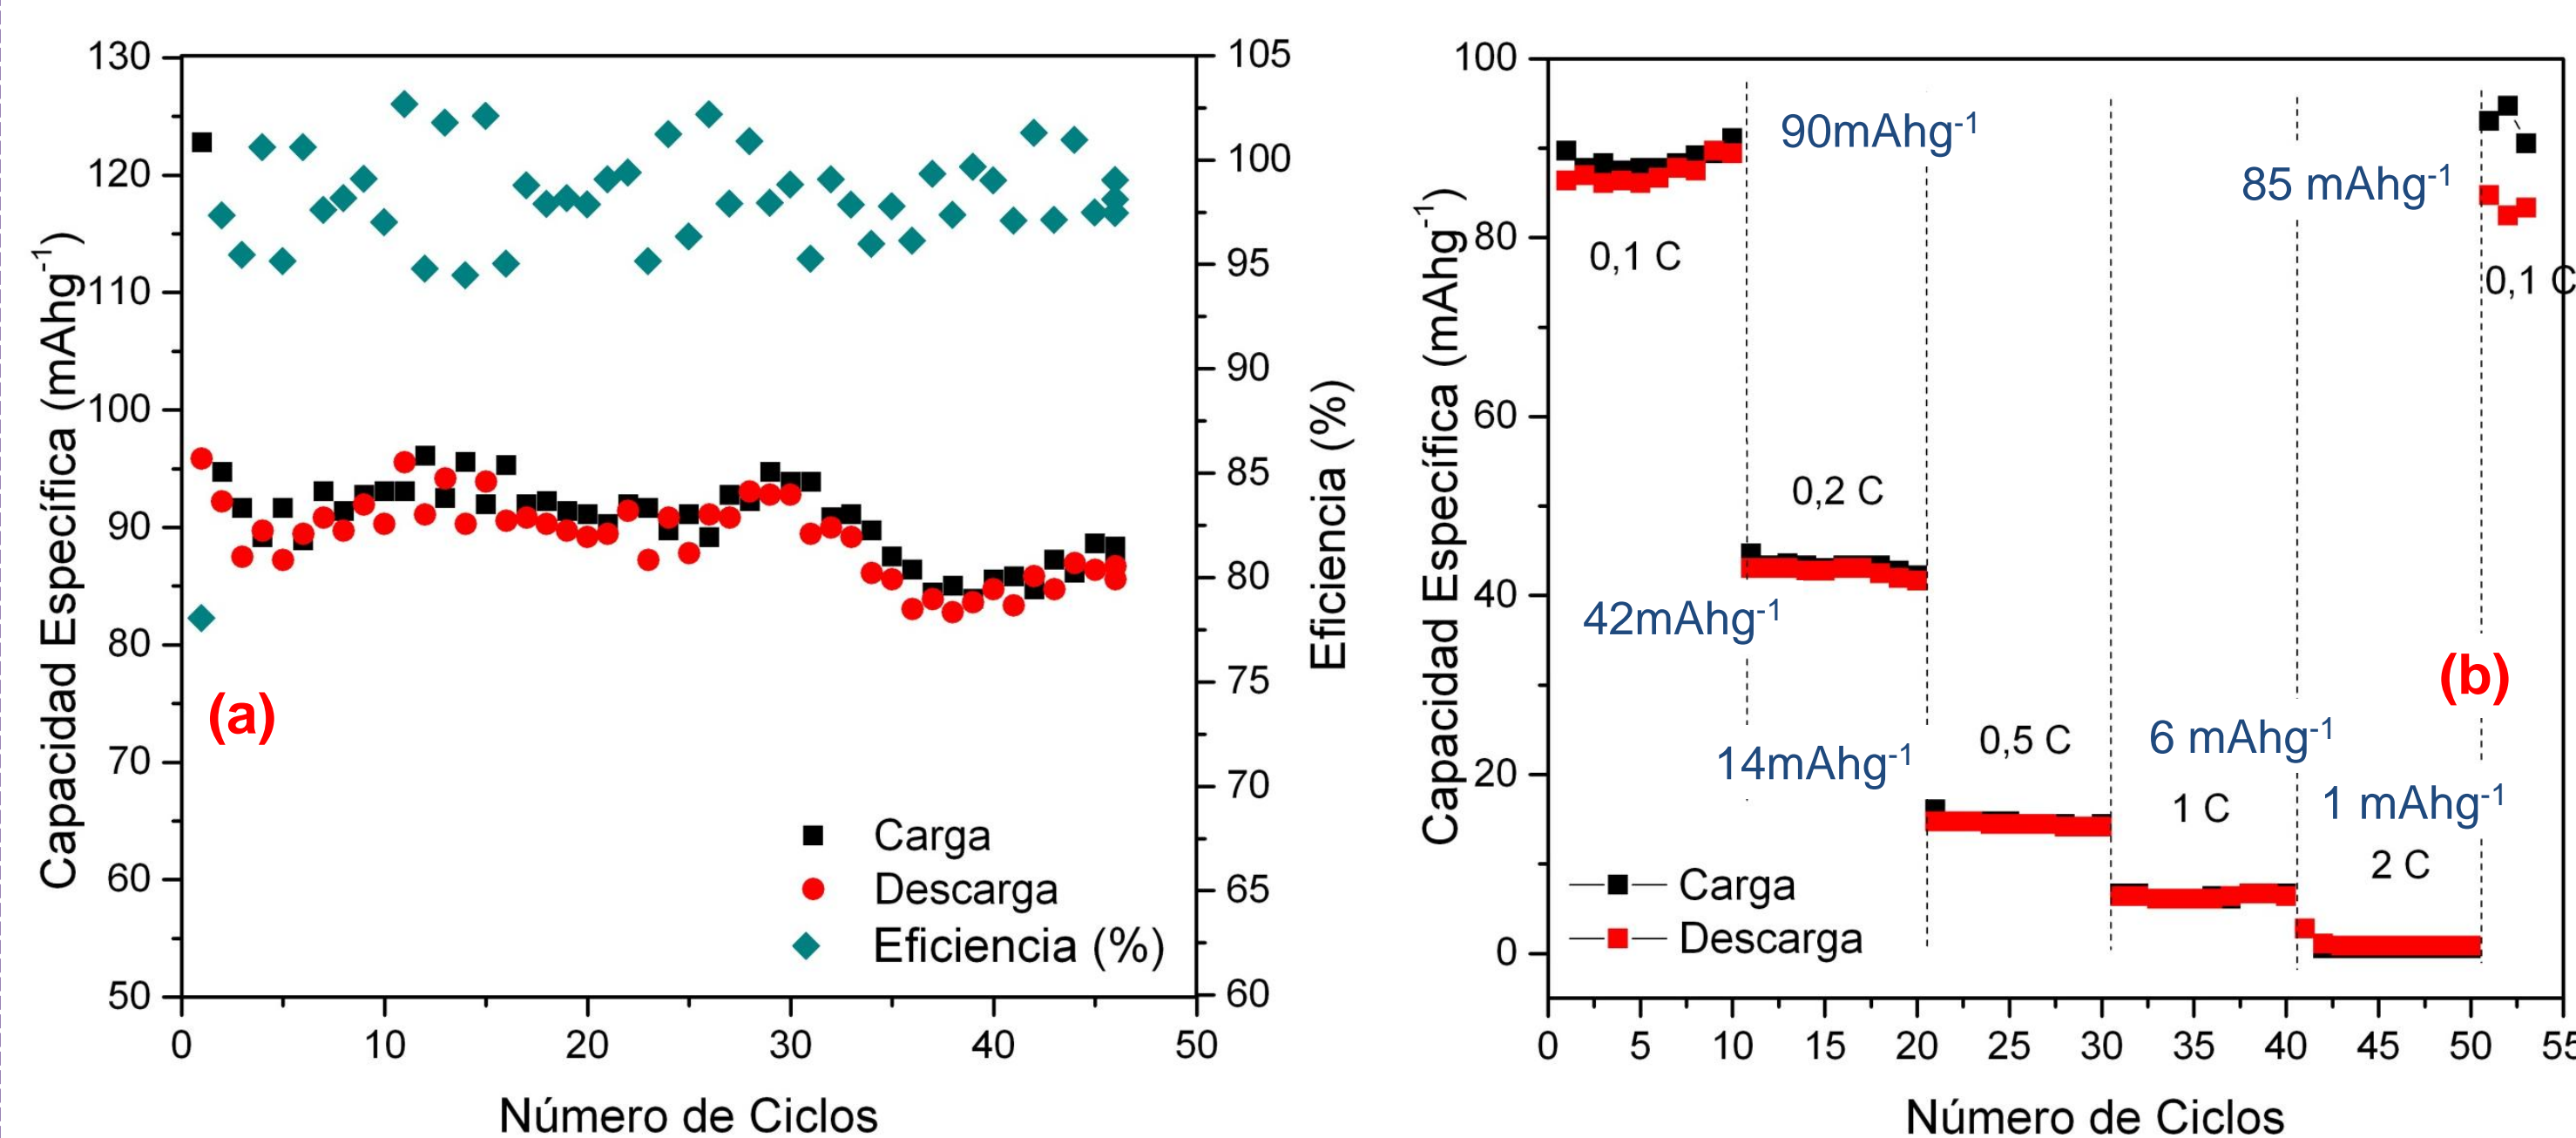 130
120
110
100
90
80
70
60
50
Capacidad Específica (mAhg⁻¹)
105
100
95
90
85
80
75
70
65
60
Eficiencia (%)
(a)
Carga
Descarga
Eficiencia (%)
0 10 20 30 40 50
Número de Ciclos
100
80
60
40
20
0
Capacidad Específica (mAhg⁻¹)
90mAhg⁻¹
85 mAhg⁻¹
0,1 C
0,1 C
0,2 C
42mAhg⁻¹
(b)
14mAhg⁻¹
0,5 C
6 mAhg⁻¹
1 C
1 mAhg⁻¹
2 C
Carga
Descarga
0 5 10 15 20 25 30 35 40 45 50 55
Número de Ciclos